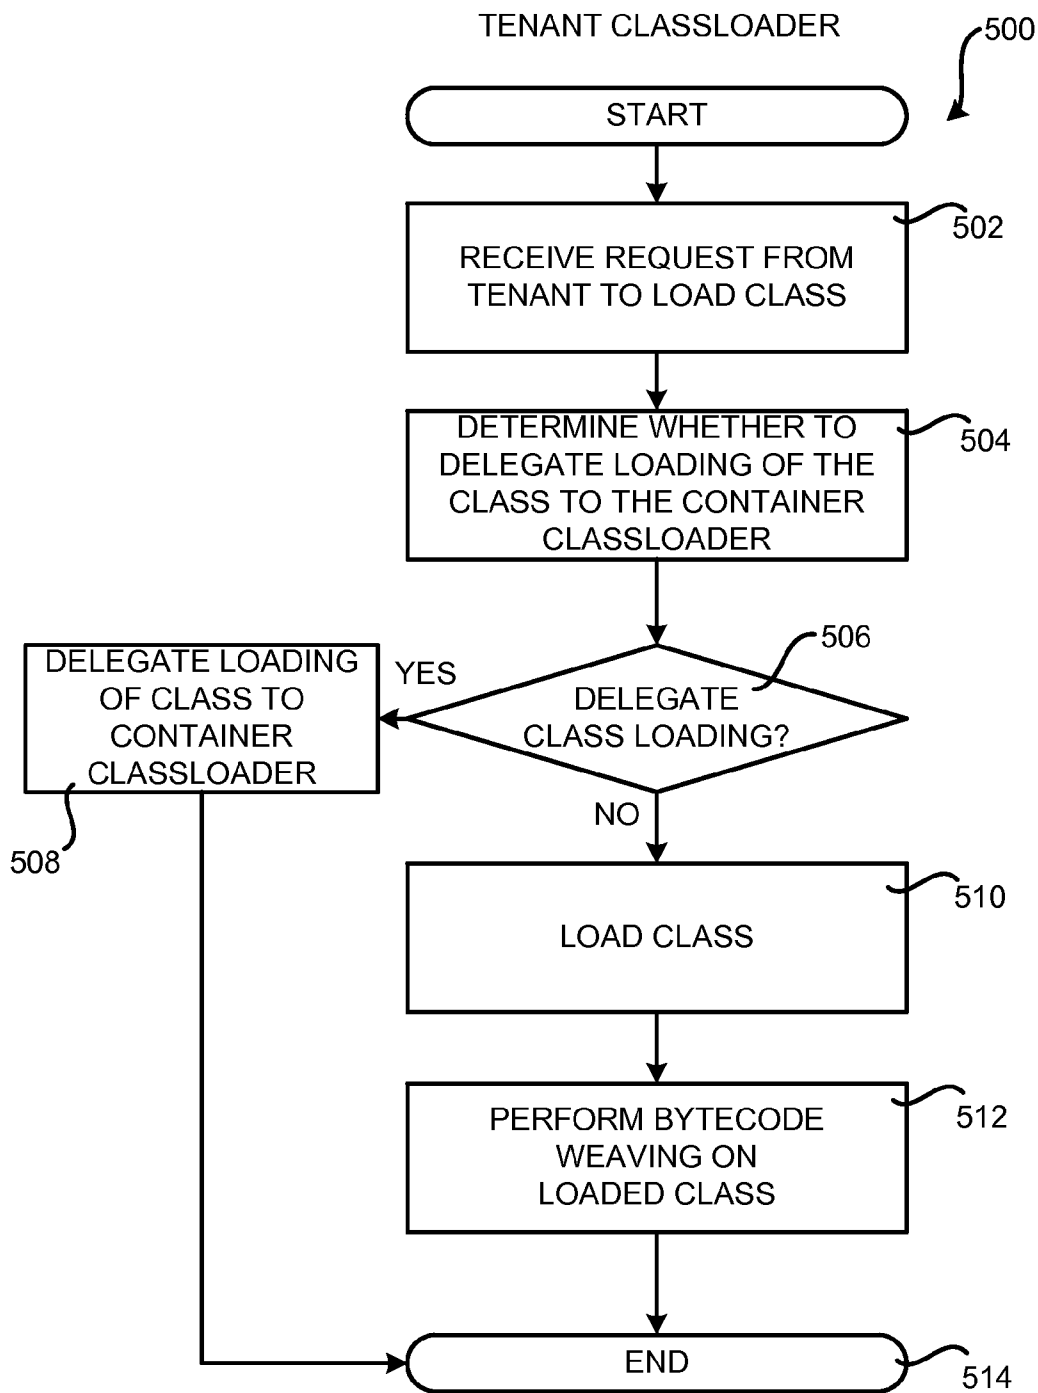 TENANT CLASSLOADER
500
START
502
RECEIVE REQUEST FROM
TENANT TO LOAD CLASS
504
DETERMINE WHETHER TO
DELEGATE LOADING OF THE
CLASS TO THE CONTAINER
CLASSLOADER
506
DELEGATE
CLASS LOADING?
YES
DELEGATE LOADING
OF CLASS TO
CONTAINER
CLASSLOADER
508
NO
510
LOAD CLASS
512
PERFORM BYTECODE
WEAVING ON
LOADED CLASS
END
514